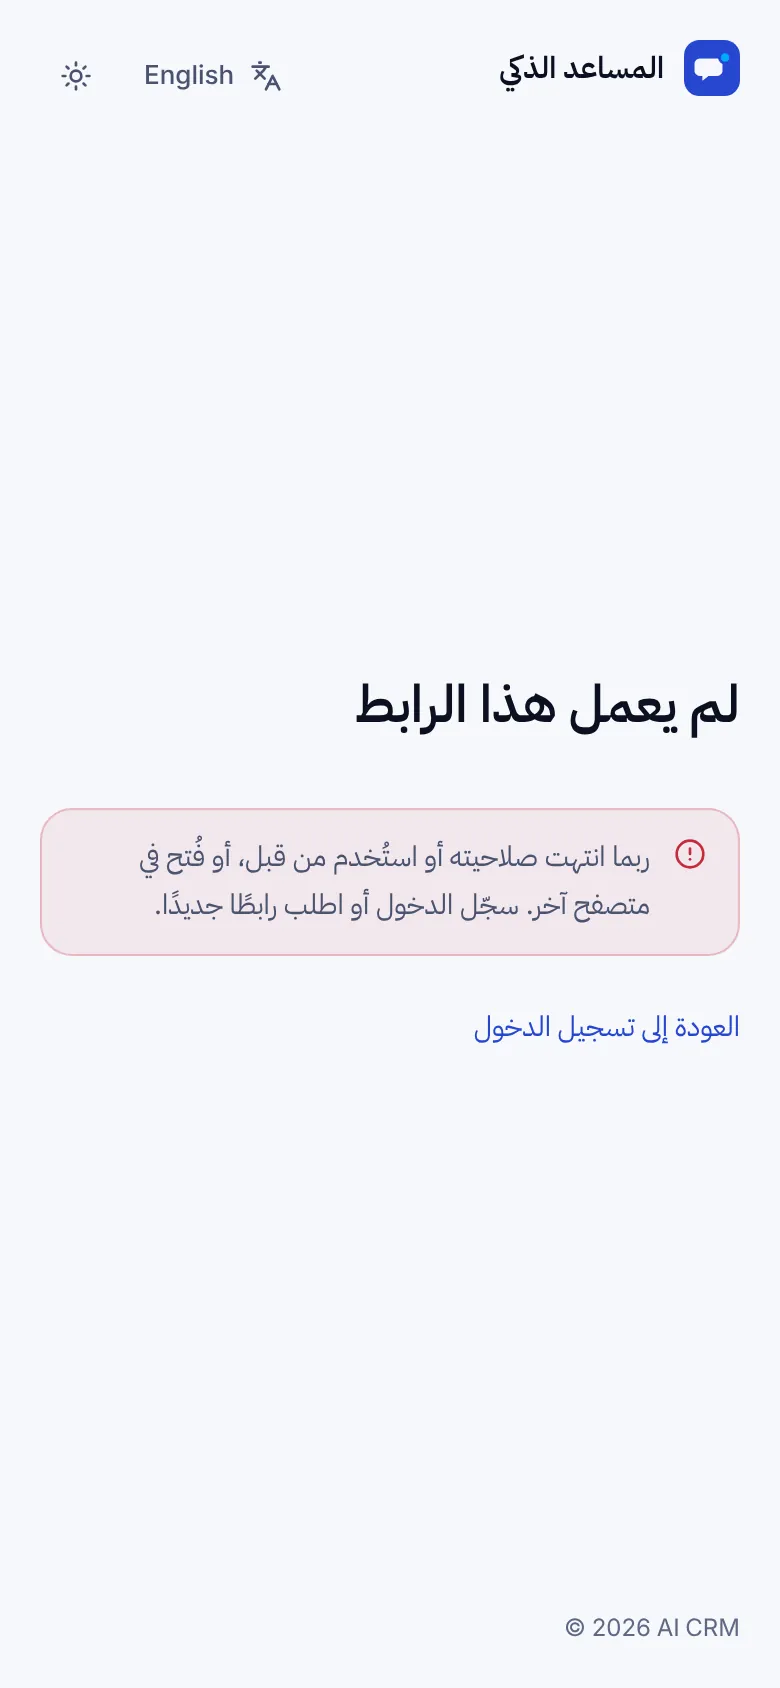 المساعد الذكي
English
لم يعمل هذا الرابط
ربما انتهت صلاحيته أو استُخدم من قبل، أو فُتح في
متصفح آخر. سجّل الدخول أو اطلب رابطًا جديدًا.
العودة إلى تسجيل الدخول
© 2026 AI CRM